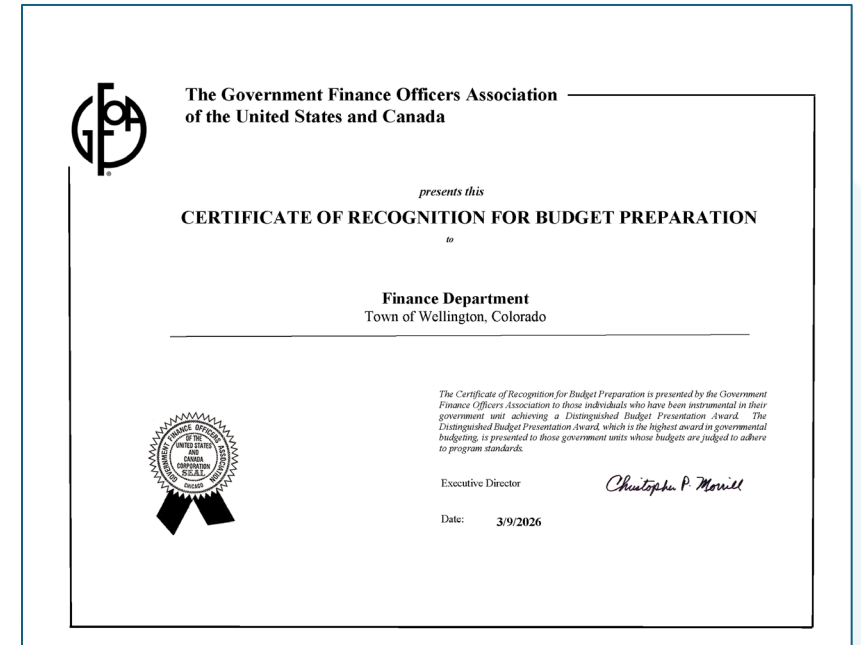 GFOA
®
The Government Finance Officers Association
of the United States and Canada
presents this
CERTIFICATE OF RECOGNITION FOR BUDGET PREPARATION
to
Finance Department
Town of Wellington, Colorado
The Certificate of Recognition for Budget Preparation is presented by the Government
Finance Officers Association to those individuals who have been instrumental in their
government unit achieving a Distinguished Budget Presentation Award. The
Distinguished Budget Presentation Award, which is the highest award in governmental
budgeting, is presented to those government units whose budgets are judged to adhere
to program standards.
GOVERNMENT FINANCE OFFICERS ASSOCIATION
OF THE
UNITED STATES
AND
CANADA
CORPORATION
SEAL
CHICAGO
Executive Director
Christopher P. Morrill
Date:
3/9/2026